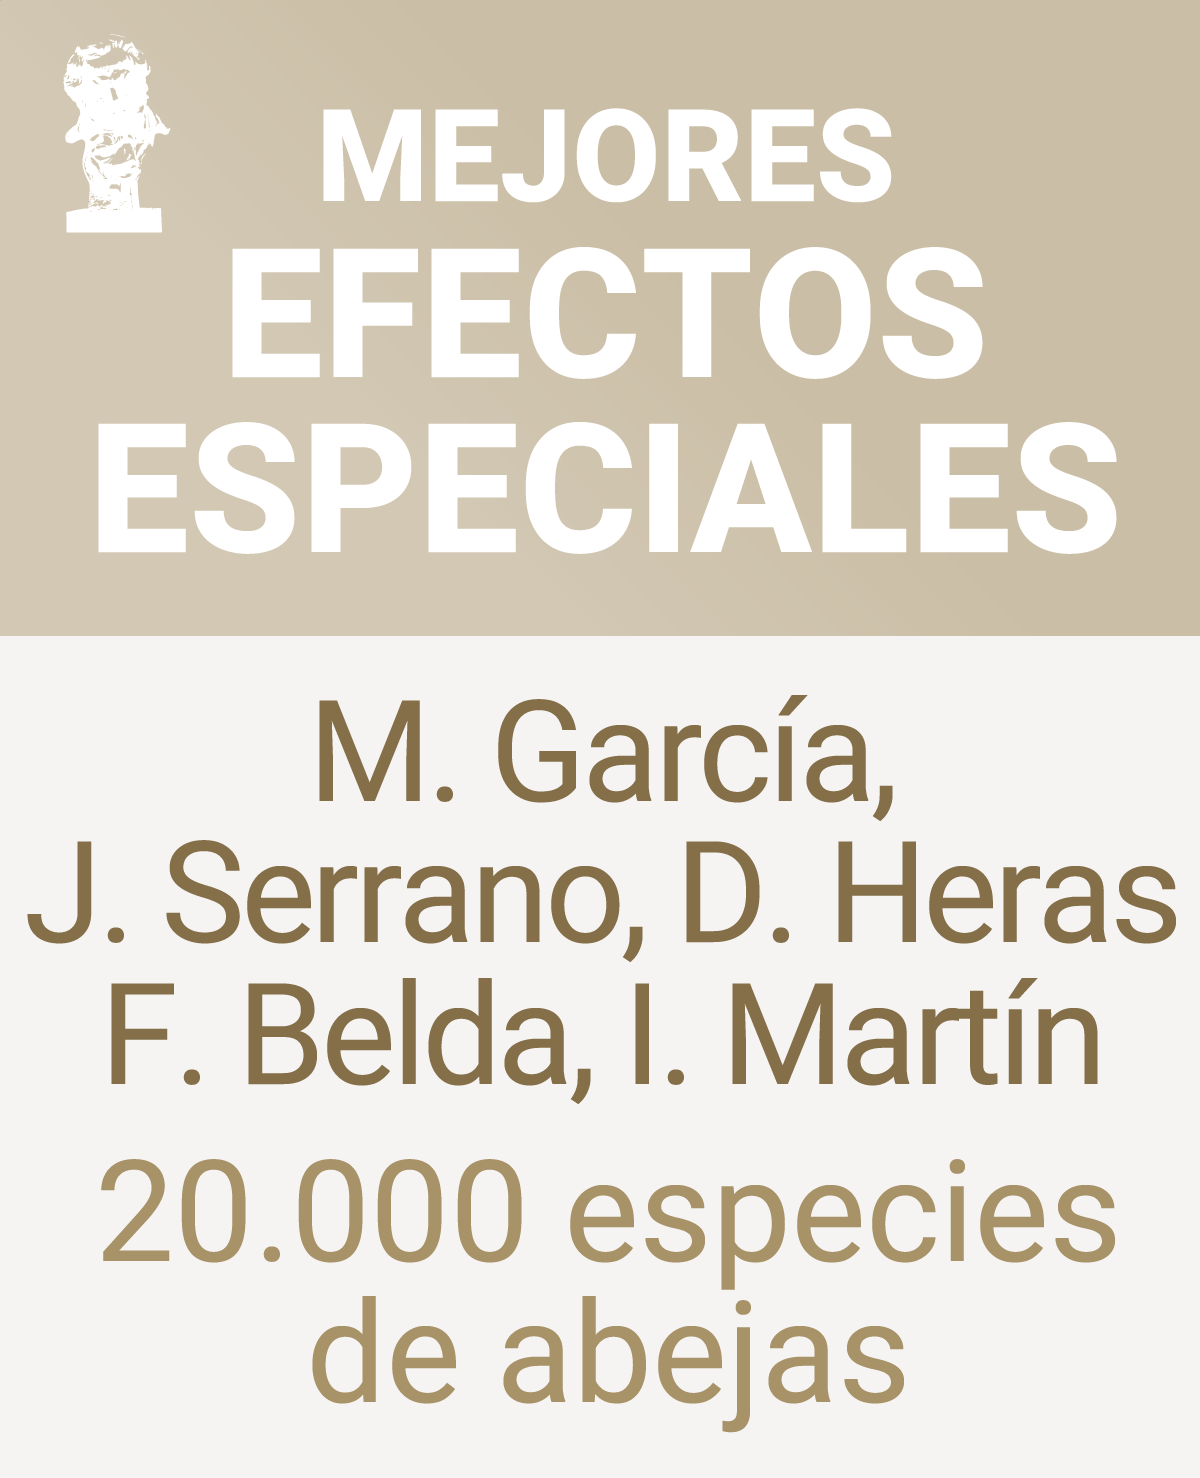 MEJORES
EFECTOS
ESPECIALES
M. García,
J. Serrano, D. Heras
F. Belda, I. Martín
20.000 especies
de abejas